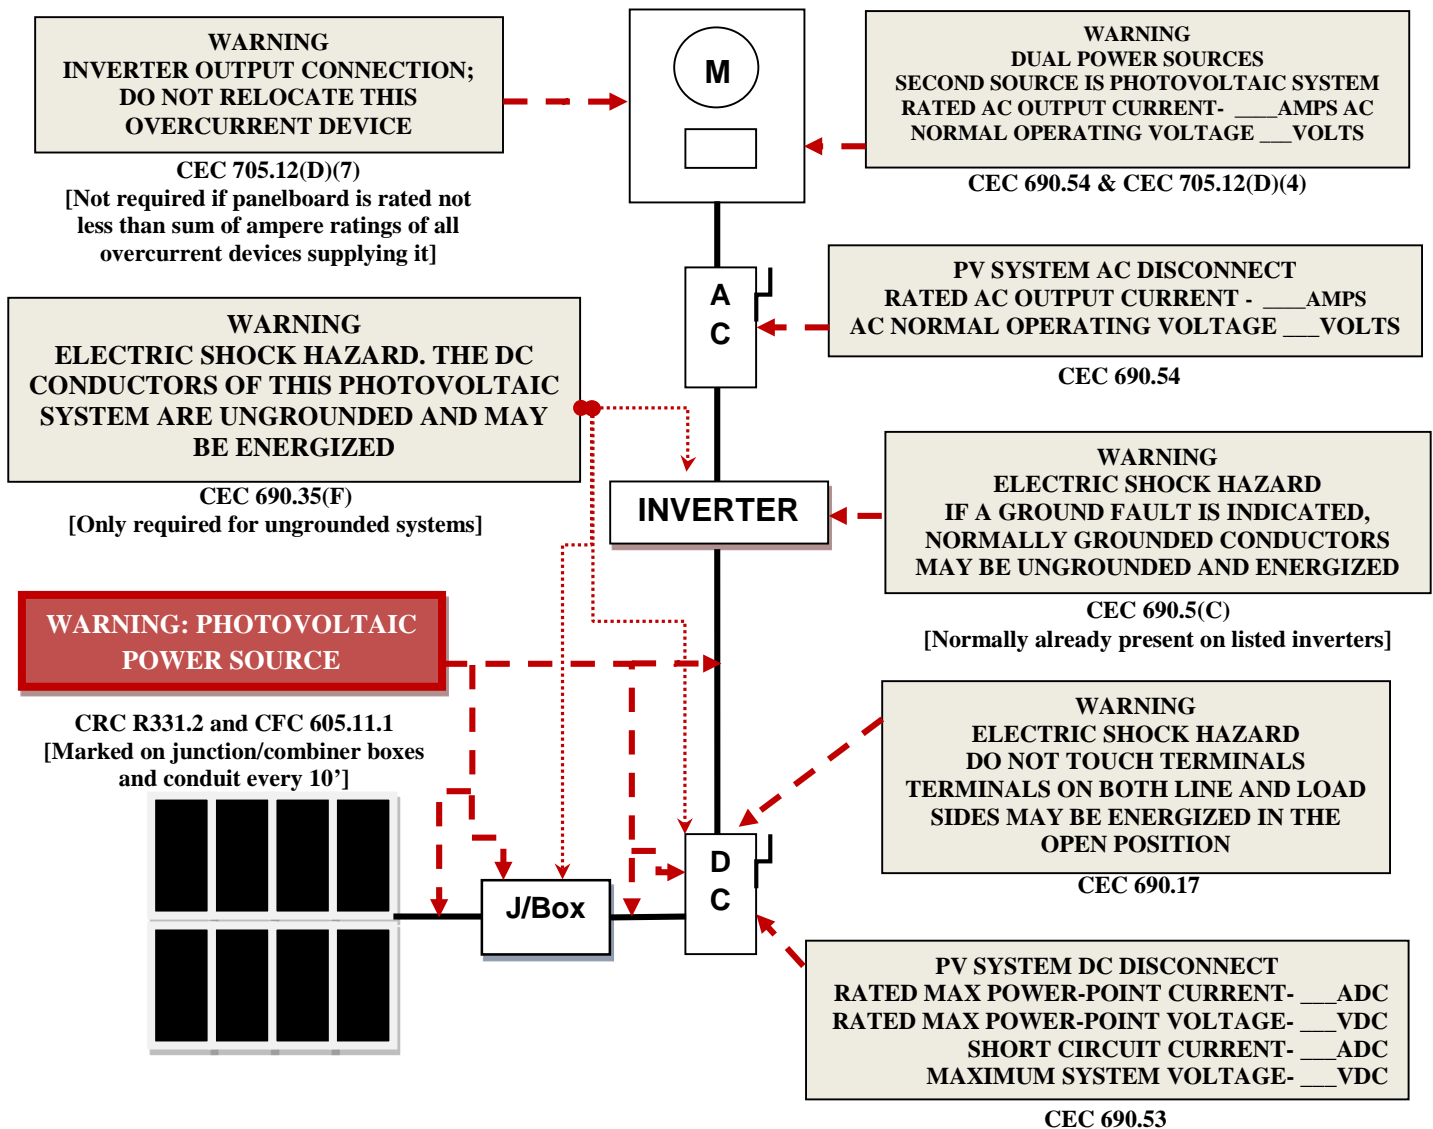 WARNING
INVERTER OUTPUT CONNECTION;
DO NOT RELOCATE THIS
OVERCURRENT DEVICE
CEC 705.12(D)(7)
[Not required if panelboard is rated not
less than sum of ampere ratings of all
overcurrent devices supplying it]
M
WARNING
DUAL POWER SOURCES
SECOND SOURCE IS PHOTOVOLTAIC SYSTEM
RATED AC OUTPUT CURRENT- ____AMPS AC
NORMAL OPERATING VOLTAGE ___VOLTS
CEC 690.54 & CEC 705.12(D)(4)
A
C
PV SYSTEM AC DISCONNECT
RATED AC OUTPUT CURRENT - ____AMPS
AC NORMAL OPERATING VOLTAGE ___VOLTS
CEC 690.54
WARNING
ELECTRIC SHOCK HAZARD. THE DC
CONDUCTORS OF THIS PHOTOVOLTAIC
SYSTEM ARE UNGROUNDED AND MAY
BE ENERGIZED
CEC 690.35(F)
[Only required for ungrounded systems]
INVERTER
WARNING
ELECTRIC SHOCK HAZARD
IF A GROUND FAULT IS INDICATED,
NORMALLY GROUNDED CONDUCTORS
MAY BE UNGROUNDED AND ENERGIZED
CEC 690.5(C)
[Normally already present on listed inverters]
WARNING: PHOTOVOLTAIC
POWER SOURCE
CRC R331.2 and CFC 605.11.1
[Marked on junction/combiner boxes
and conduit every 10’]
WARNING
ELECTRIC SHOCK HAZARD
DO NOT TOUCH TERMINALS
TERMINALS ON BOTH LINE AND LOAD
SIDES MAY BE ENERGIZED IN THE
OPEN POSITION
CEC 690.17
J/Box
D
C
PV SYSTEM DC DISCONNECT
RATED MAX POWER-POINT CURRENT- ___ADC
RATED MAX POWER-POINT VOLTAGE- ___VDC
SHORT CIRCUIT CURRENT- ___ADC
MAXIMUM SYSTEM VOLTAGE- ___VDC
CEC 690.53